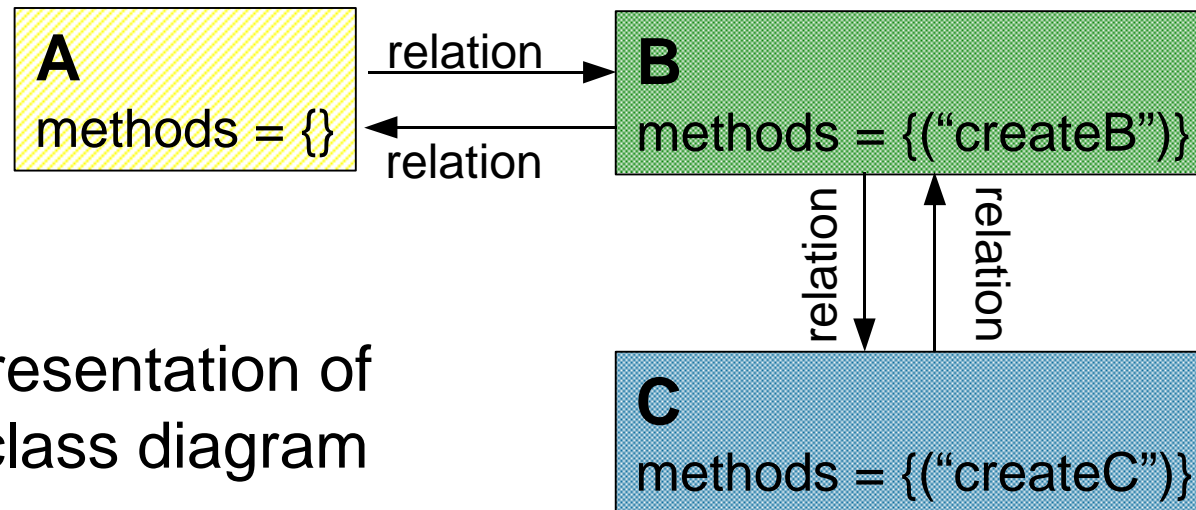 A
methods = {}
relation
relation
B
methods = {(“createB”)}
relation
relation
resentation of
class diagram
C
methods = {(“createC”)}